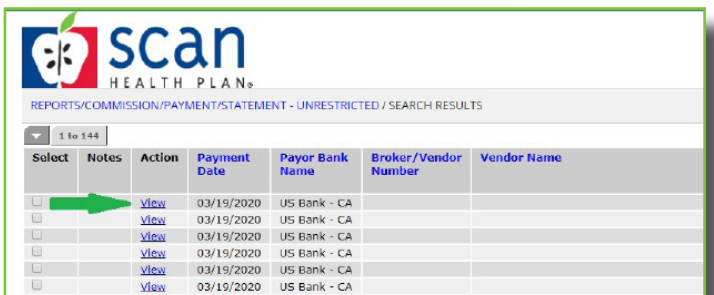 scan
HEALTH PLAN®
REPORTS/COMMISSION/PAYMENT/STATEMENT - UNRESTRICTED / SEARCH RESULTS
1 to 144
Select Notes Action Payment Date Payor Bank Name Broker/Vendor Number Vendor Name
View 03/19/2020 US Bank - CA
View 03/19/2020 US Bank - CA
View 03/19/2020 US Bank - CA
View 03/19/2020 US Bank - CA
View 03/19/2020 US Bank - CA
View 03/19/2020 US Bank - CA